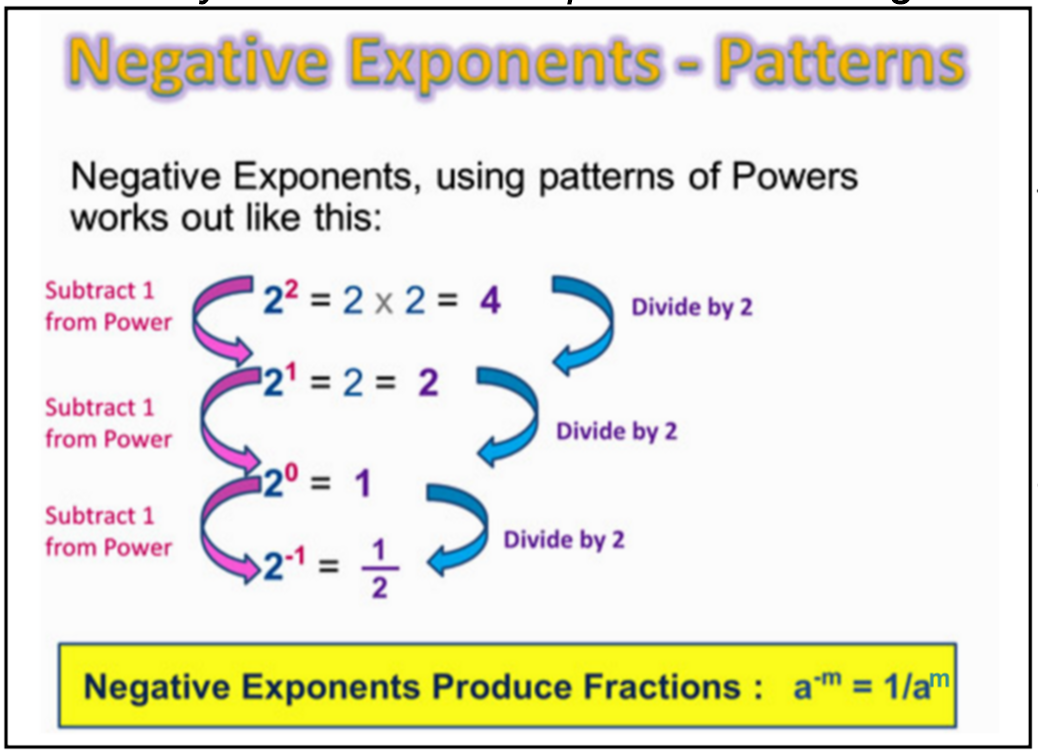 Negative Exponents - Patterns
Negative Exponents, using patterns of Powers
works out like this:
Subtract 1
from Power
2² = 2 x 2 = 4
Divide by 2
2¹ = 2 = 2
Subtract 1
from Power
Divide by 2
2⁰ = 1
Subtract 1
from Power
Divide by 2
2⁻¹ = 1/2
Negative Exponents Produce Fractions : a⁻ᵐ = 1/aᵐ